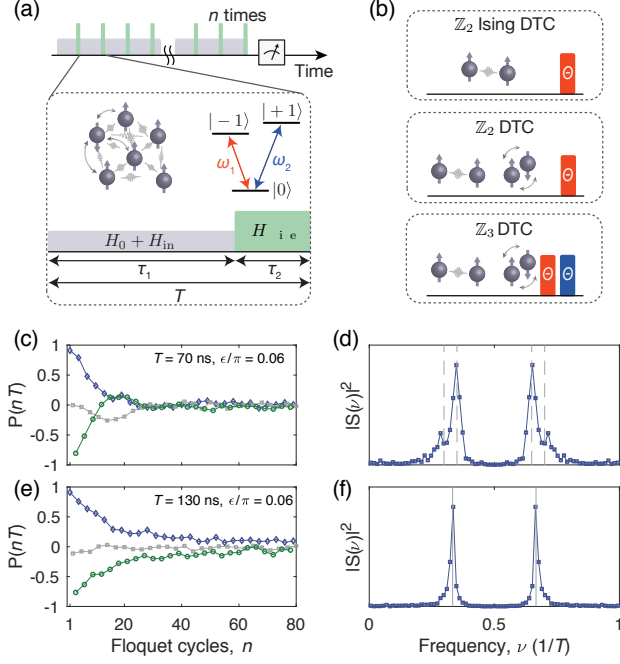 (a)
n times
Time
|−1⟩
|+1⟩
ω1
ω2
|0⟩
H0 + Hin
H i e
τ1
τ2
T
(b)
ℤ2 Ising DTC
Θ
ℤ2 DTC
Θ
ℤ3 DTC
Θ Θ
(c)
T = 70 ns, ϵ/π = 0.06
P(nT)
1
0.5
0
-0.5
-1
(d)
|S(ν)|²
(e)
T = 130 ns, ϵ/π = 0.06
P(nT)
1
0.5
0
-0.5
-1
1 20 40 60 80
Floquet cycles, n
(f)
|S(ν)|²
0 0.5 1
Frequency, ν (1/T)